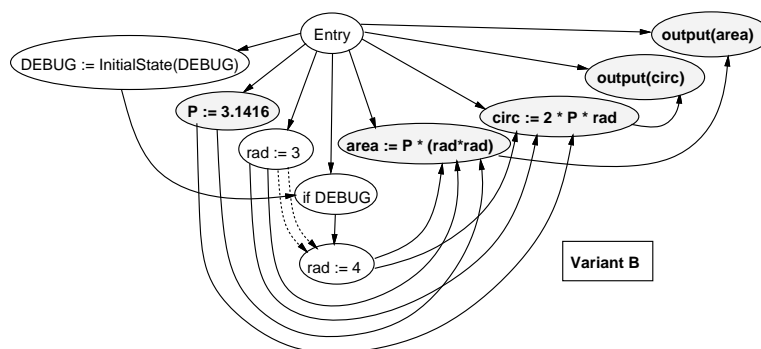 Entry
output(area)
DEBUG := InitialState(DEBUG)
output(circ)
P := 3.1416
circ := 2 * P * rad
rad := 3
area := P * (rad*rad)
if DEBUG
rad := 4
Variant B